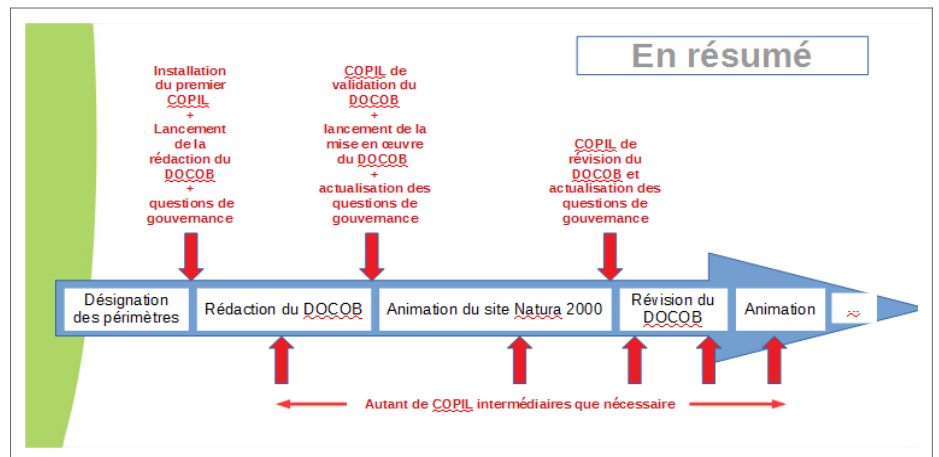 En résumé
Installation
du premier
COPIL
+
Lancement
de la
rédaction du
DOCOB
+
questions de
gouvernance
COPIL de
validation du
DOCOB
+
lancement de la
mise en œuvre
du DOCOB
+
actualisation des
questions de
gouvernance
COPIL de
révision du
DOCOB et
actualisation des
questions de
gouvernance
Désignation
des périmètres
Rédaction du DOCOB
Animation du site Natura 2000
Révision du
DOCOB
Animation
...
Autant de COPIL intermédiaires que nécessaire